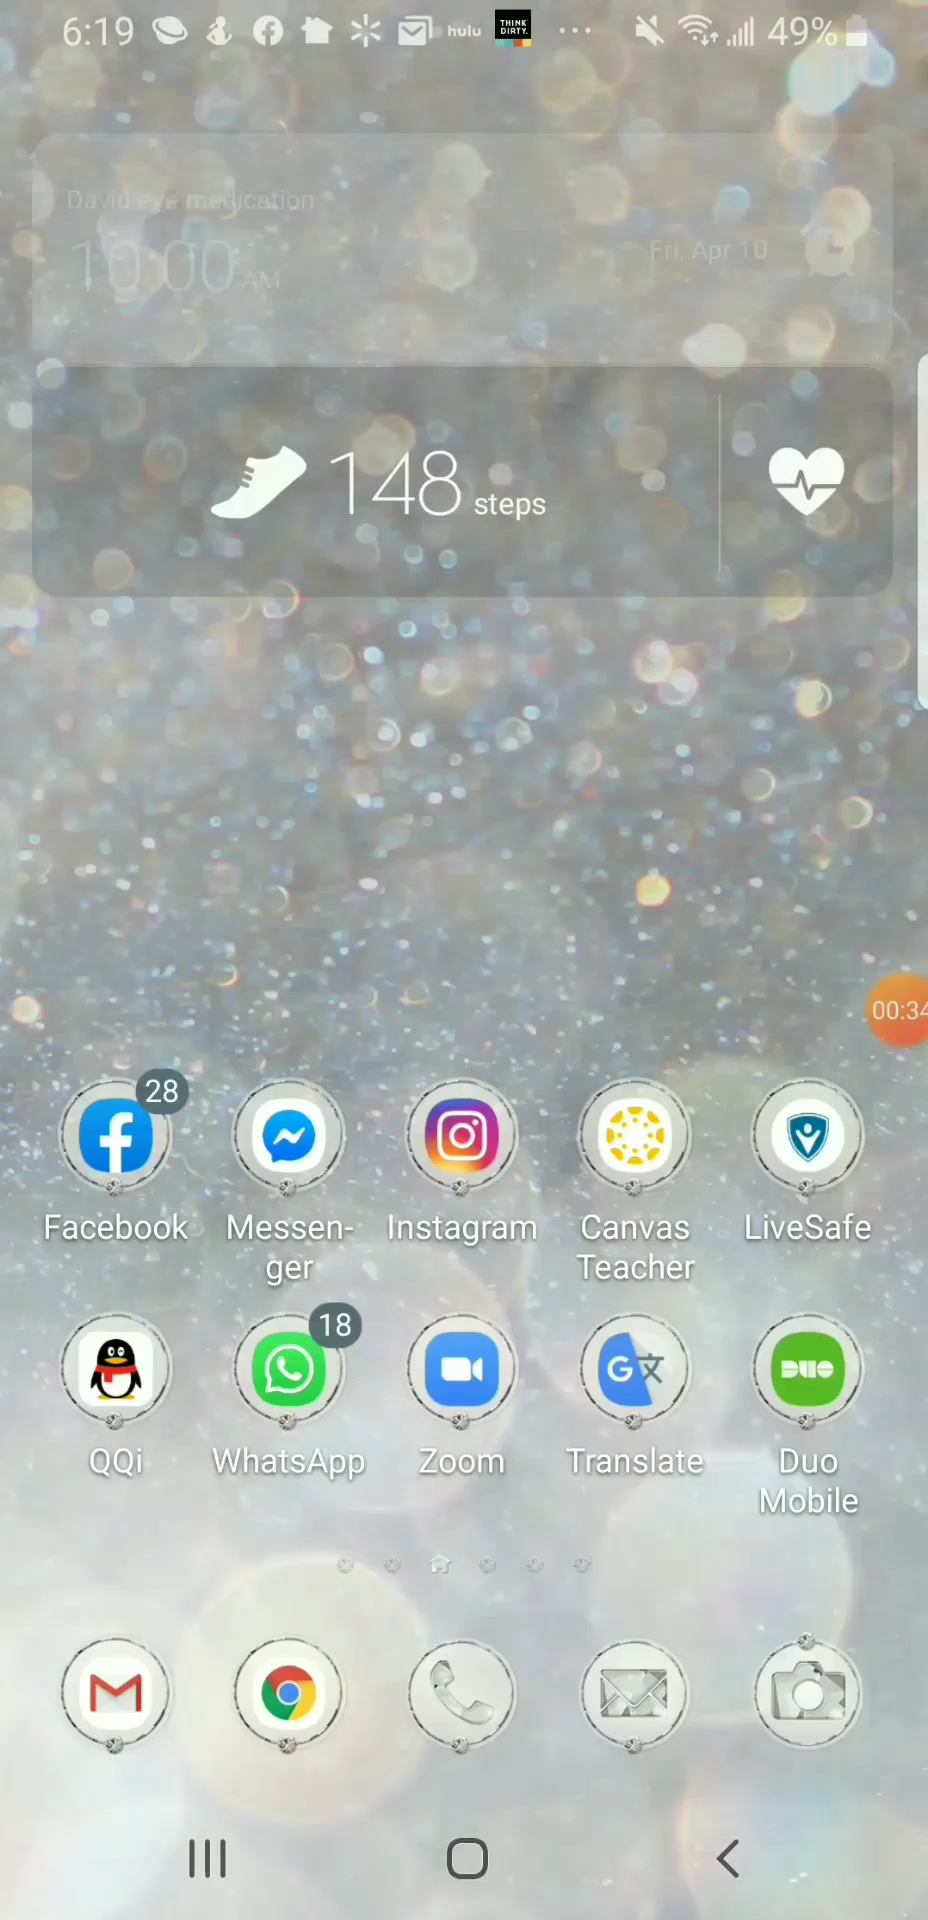 6:19
hulu
THINK
DIRTY.
49%
David eye medication
10:00 AM
Fri, Apr 10
148 steps
00:34
28
Facebook
Messen-
ger
Instagram
Canvas
Teacher
LiveSafe
18
DUO
QQi
WhatsApp
Zoom
Translate
Duo
Mobile